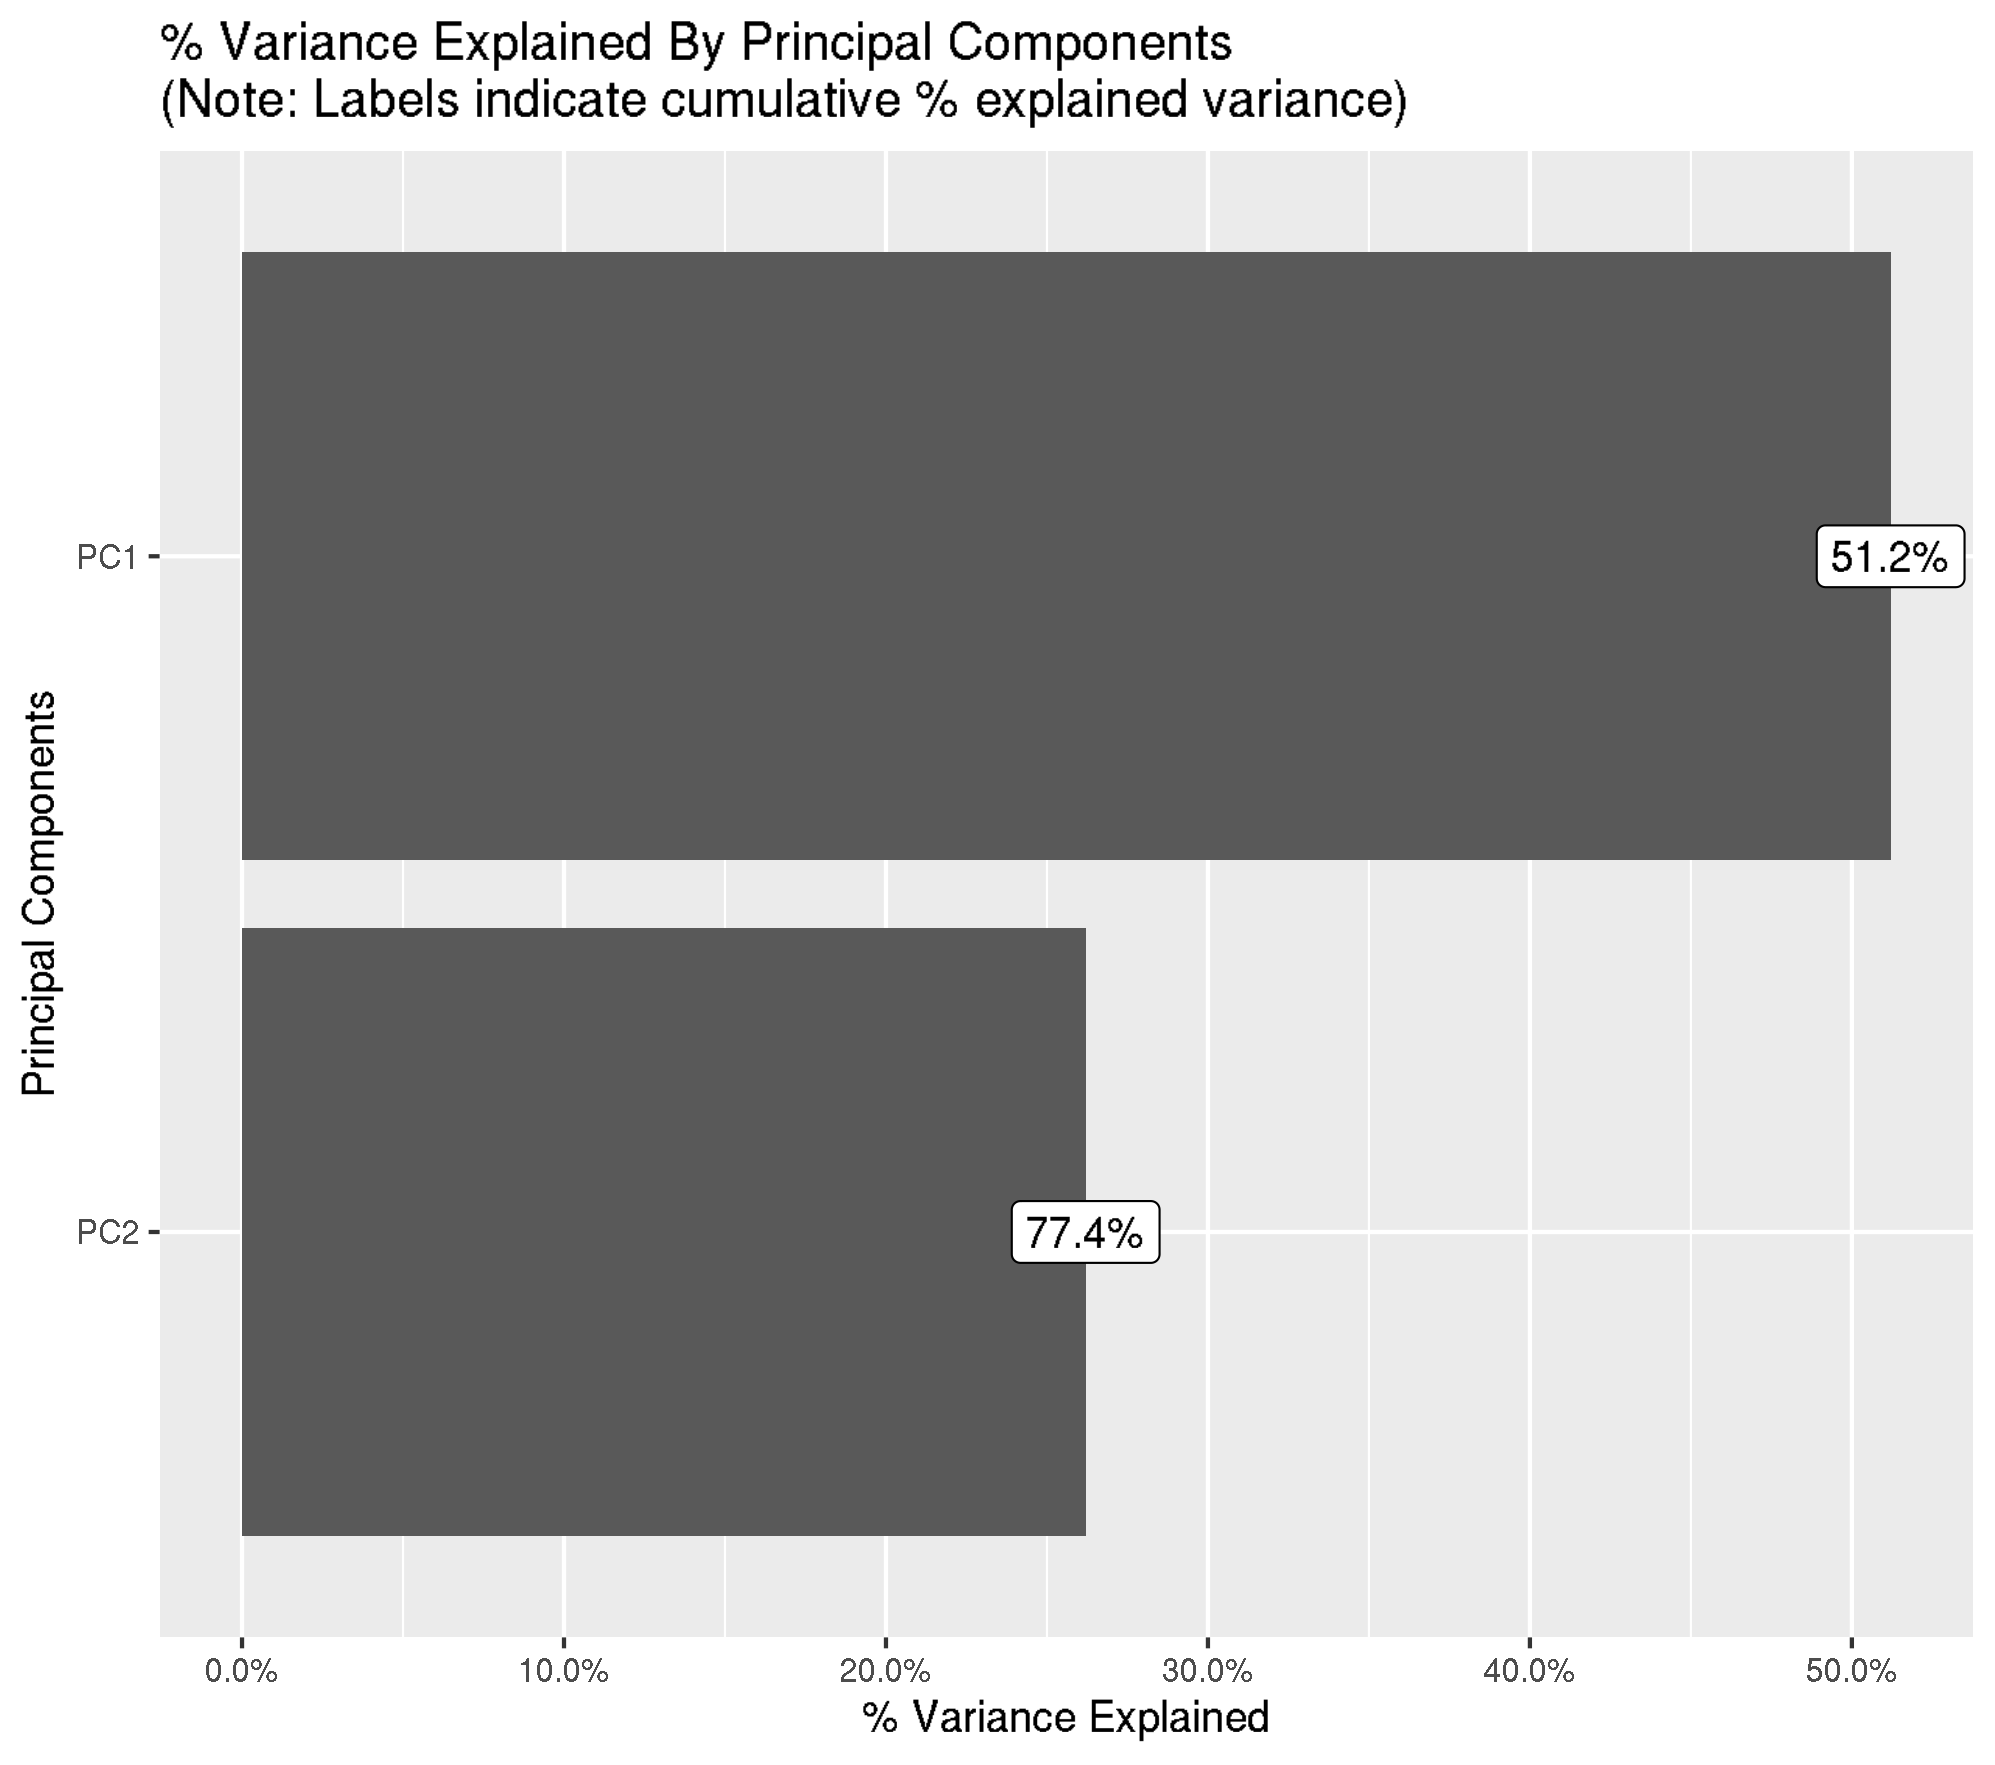 % Variance Explained By Principal Components
(Note: Labels indicate cumulative % explained variance)
Principal Components
PC1
51.2%
PC2
77.4%
0.0% 10.0% 20.0% 30.0% 40.0% 50.0%
% Variance Explained